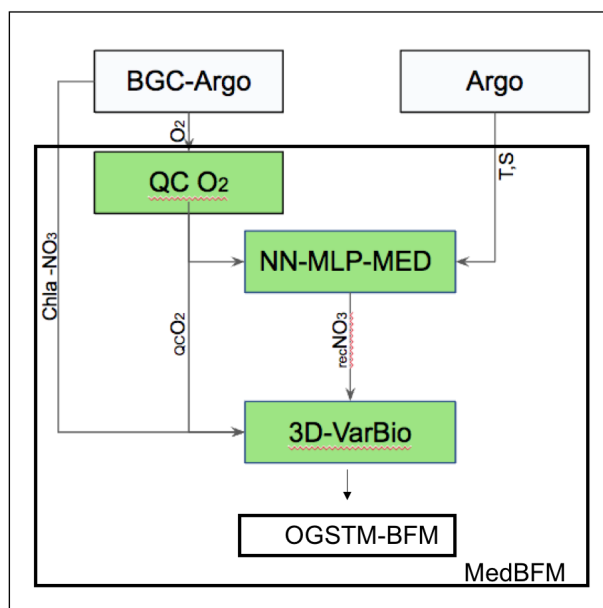 BGC-Argo
Argo
O2
T,S
QC O2
Chla -NO3
NN-MLP-MED
QCO2
recNO3
3D-VarBio
OGSTM-BFM
MedBFM